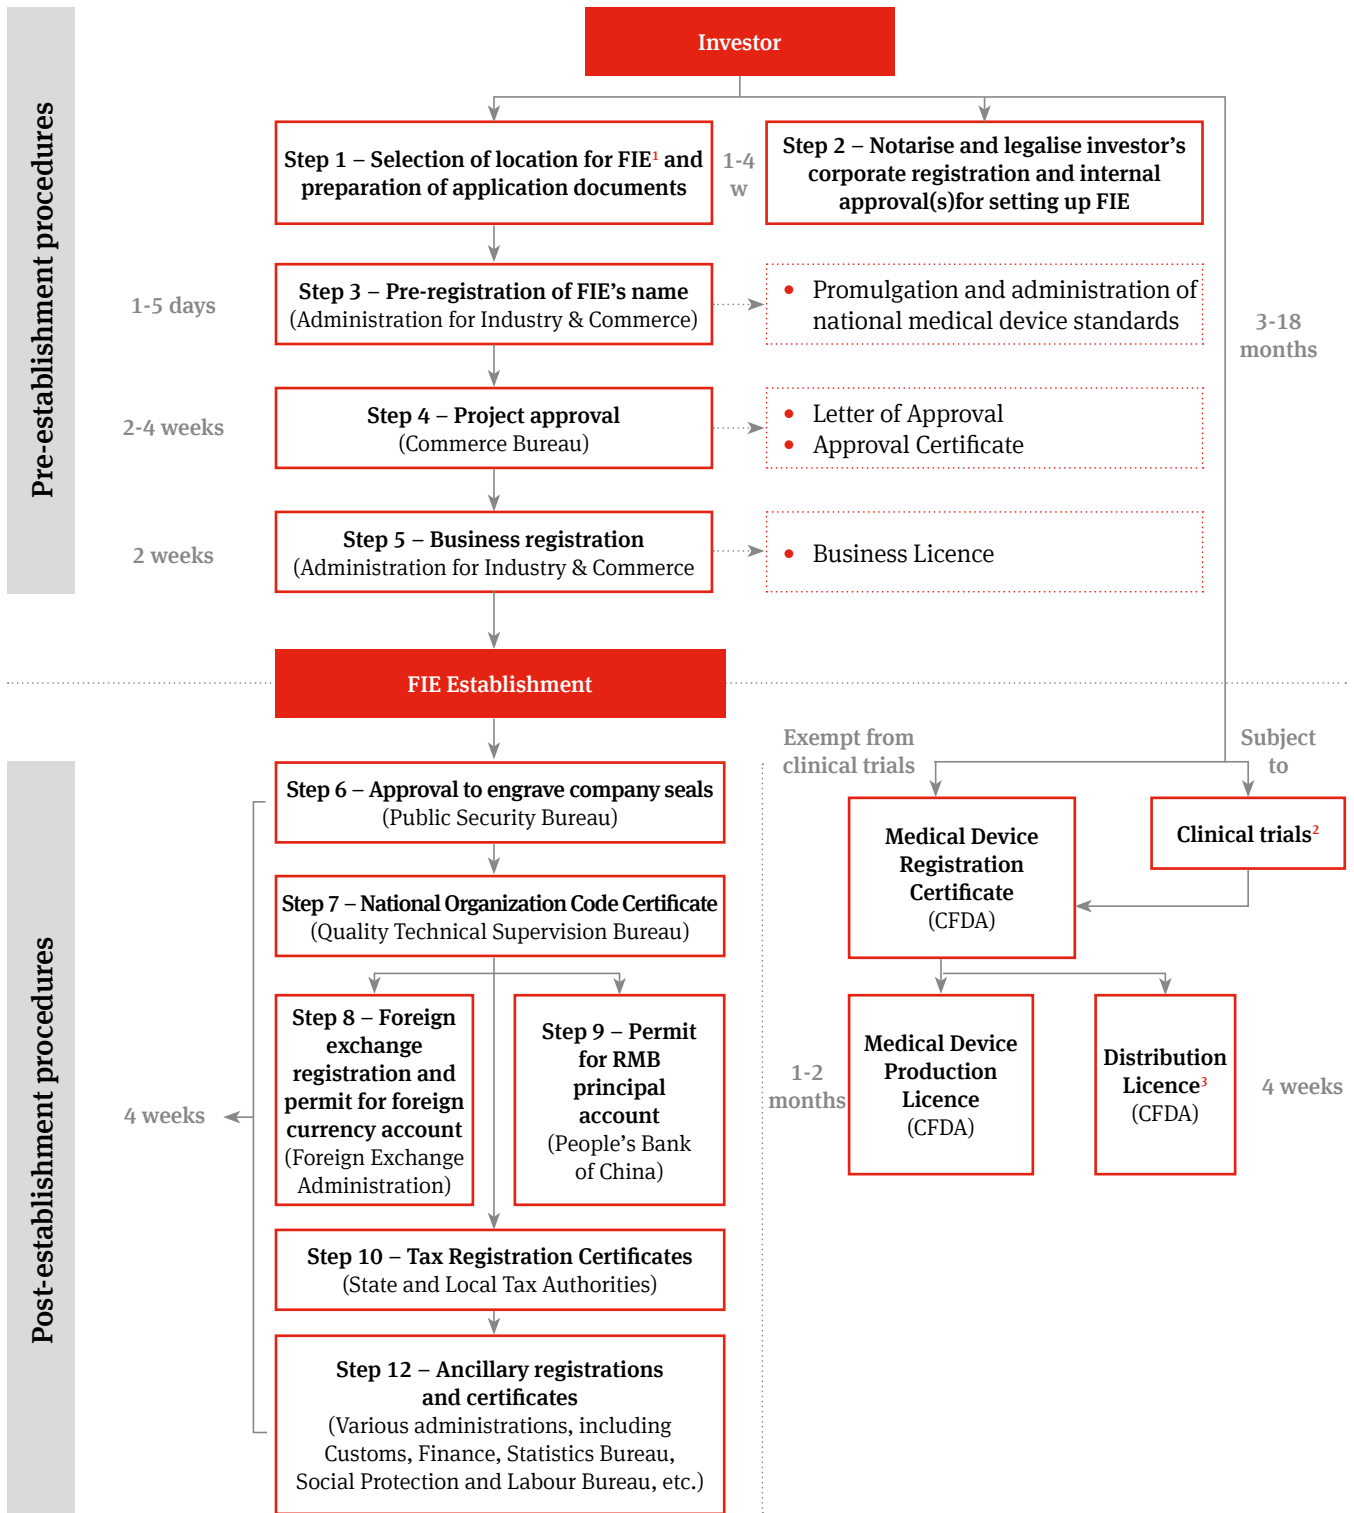 Pre-establishment procedures
Investor
Step 1 – Selection of location for FIE1 and
preparation of application documents
1-4
w
Step 2 – Notarise and legalise investor's
corporate registration and internal
approval(s)for setting up FIE
1-5 days
Step 3 – Pre-registration of FIE's name
(Administration for Industry & Commerce)
• Promulgation and administration of
national medical device standards
3-18
months
2-4 weeks
Step 4 – Project approval
(Commerce Bureau)
• Letter of Approval
• Approval Certificate
2 weeks
Step 5 – Business registration
(Administration for Industry & Commerce
• Business Licence
FIE Establishment
Post-establishment procedures
Step 6 – Approval to engrave company seals
(Public Security Bureau)
Step 7 – National Organization Code Certificate
(Quality Technical Supervision Bureau)
4 weeks
Step 8 – Foreign
exchange
registration and
permit for foreign
currency account
(Foreign Exchange
Administration)
Step 9 – Permit
for RMB
principal
account
(People's Bank
of China)
Step 10 – Tax Registration Certificates
(State and Local Tax Authorities)
Step 12 – Ancillary registrations
and certificates
(Various administrations, including
Customs, Finance, Statistics Bureau,
Social Protection and Labour Bureau, etc.)
Exempt from
clinical trials
Subject
to
Medical Device
Registration
Certificate
(CFDA)
Clinical trials2
1-2
months
Medical Device
Production
Licence
(CFDA)
Distribution
Licence3
(CFDA)
4 weeks